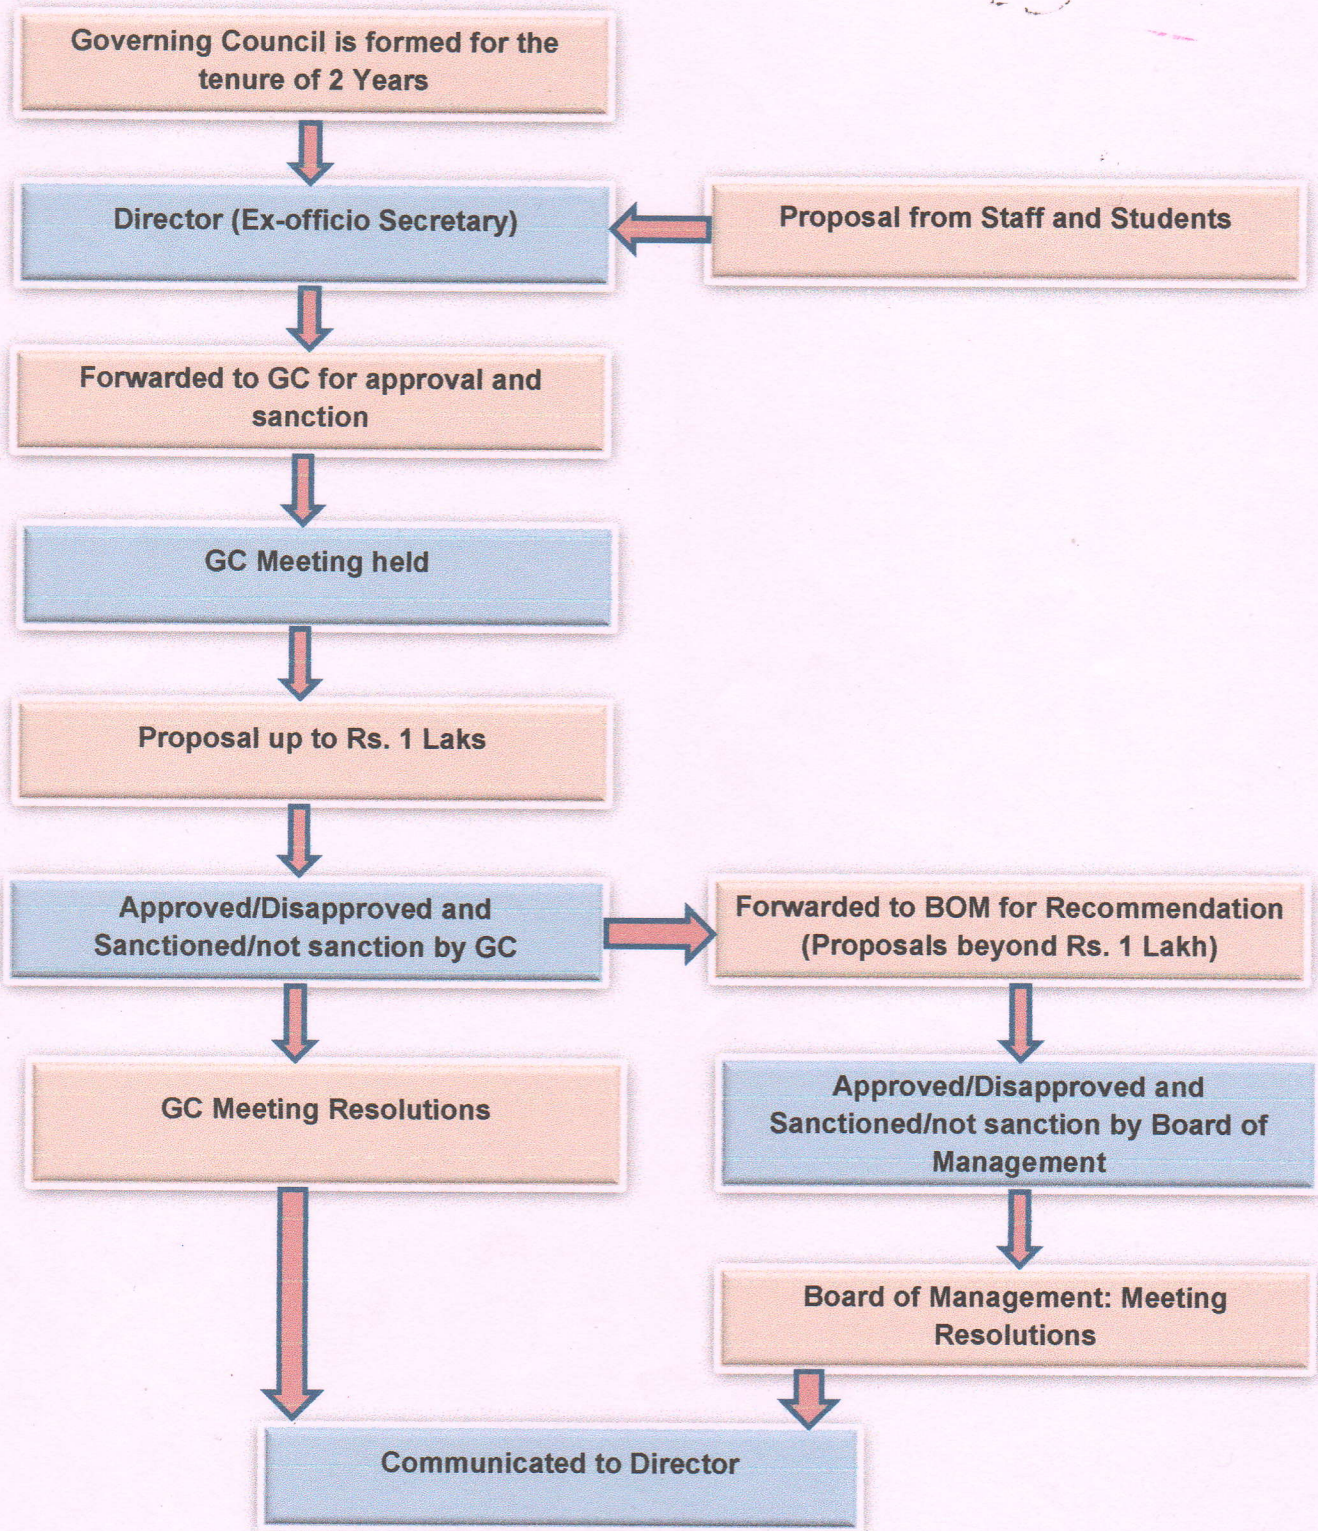 Governing Council is formed for the
tenure of 2 Years
Director (Ex-officio Secretary)
Proposal from Staff and Students
Forwarded to GC for approval and
sanction
GC Meeting held
Proposal up to Rs. 1 Laks
Approved/Disapproved and
Sanctioned/not sanction by GC
Forwarded to BOM for Recommendation
(Proposals beyond Rs. 1 Lakh)
GC Meeting Resolutions
Approved/Disapproved and
Sanctioned/not sanction by Board of
Management
Board of Management: Meeting
Resolutions
Communicated to Director